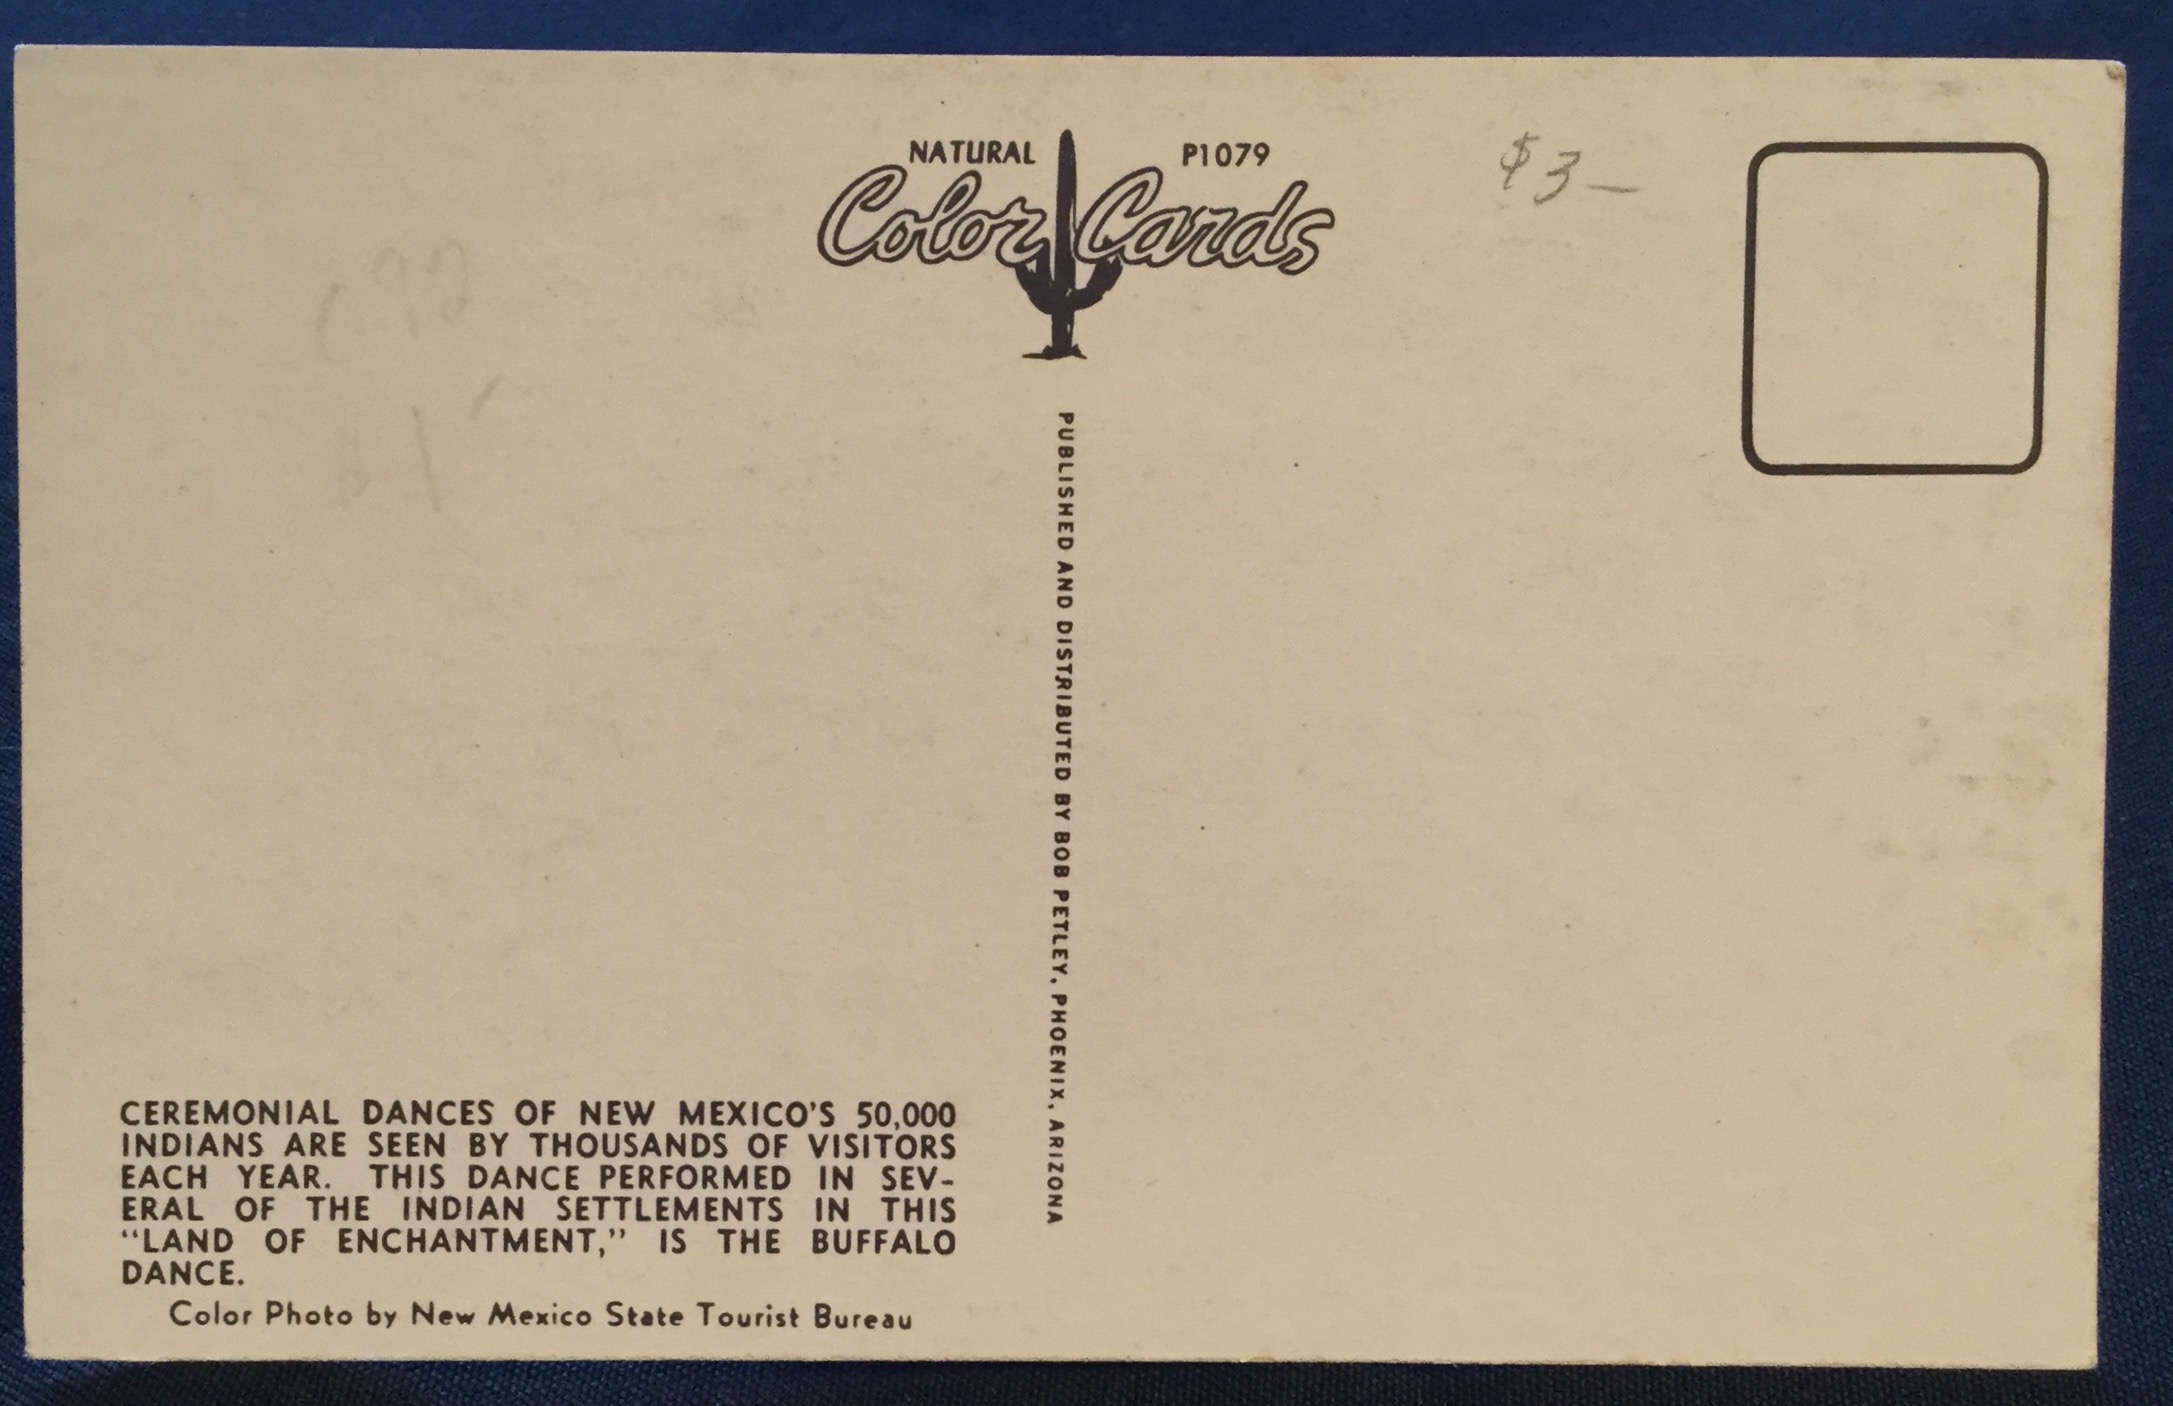 NATURAL P1079
Color Cards
$3—
PUBLISHED AND DISTRIBUTED BY BOB PETLEY, PHOENIX, ARIZONA
CEREMONIAL DANCES OF NEW MEXICO'S 50,000
INDIANS ARE SEEN BY THOUSANDS OF VISITORS
EACH YEAR. THIS DANCE PERFORMED IN SEV-
ERAL OF THE INDIAN SETTLEMENTS IN THIS
"LAND OF ENCHANTMENT," IS THE BUFFALO
DANCE.
Color Photo by New Mexico State Tourist Bureau